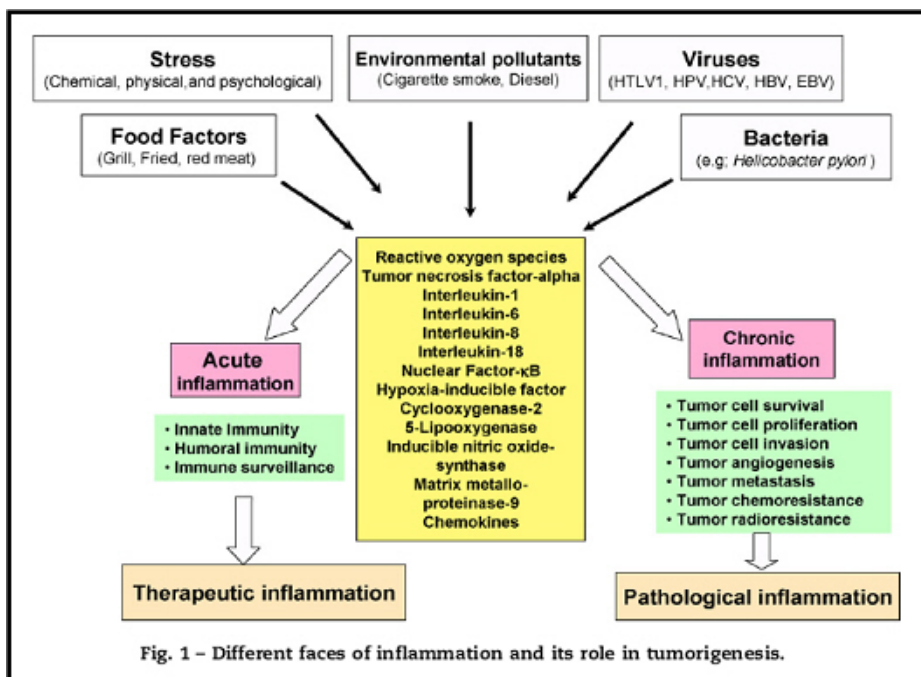 Stress
(Chemical, physical,and psychological)
Environmental pollutants
(Cigarette smoke, Diesel)
Viruses
(HTLV1, HPV,HCV, HBV, EBV)
Food Factors
(Grill, Fried, red meat)
Bacteria
(e.g; Helicobacter pylori )
Reactive oxygen species
Tumor necrosis factor-alpha
Interleukin-1
Interleukin-6
Interleukin-8
Interleukin-18
Nuclear Factor-κB
Hypoxia-inducible factor
Cyclooxygenase-2
5-Lipooxygenase
Inducible nitric oxide-
synthase
Matrix metallo-
proteinase-9
Chemokines
Acute
inflammation
• Innate Immunity
• Humoral immunity
• Immune surveillance
Therapeutic inflammation
Chronic
inflammation
• Tumor cell survival
• Tumor cell proliferation
• Tumor cell invasion
• Tumor angiogenesis
• Tumor metastasis
• Tumor chemoresistance
• Tumor radioresistance
Pathological inflammation
Fig. 1 – Different faces of inflammation and its role in tumorigenesis.